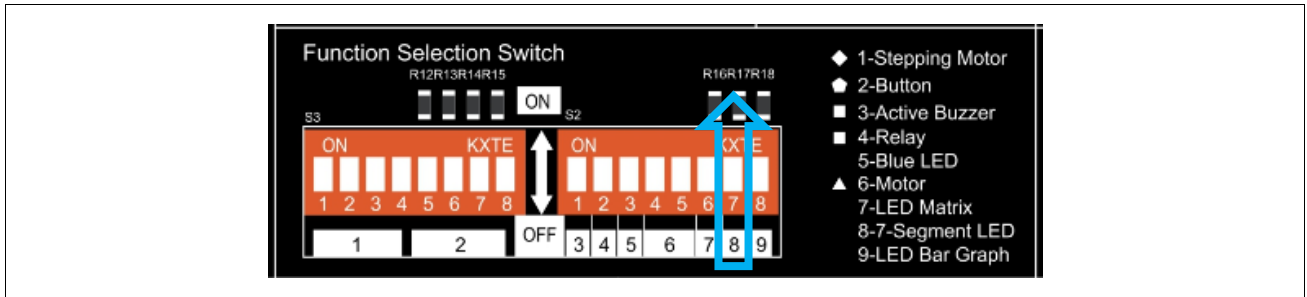 Function Selection Switch
R12R13R14R15
R16R17R18
ON
S3
S2
ON KXTE
ON KXTE
1 2 3 4 5 6 7 8
1 2 3 4 5 6 7 8
OFF
1 2
3 4 5 6 7 8 9
1-Stepping Motor
2-Button
3-Active Buzzer
4-Relay
5-Blue LED
6-Motor
7-LED Matrix
8-7-Segment LED
9-LED Bar Graph